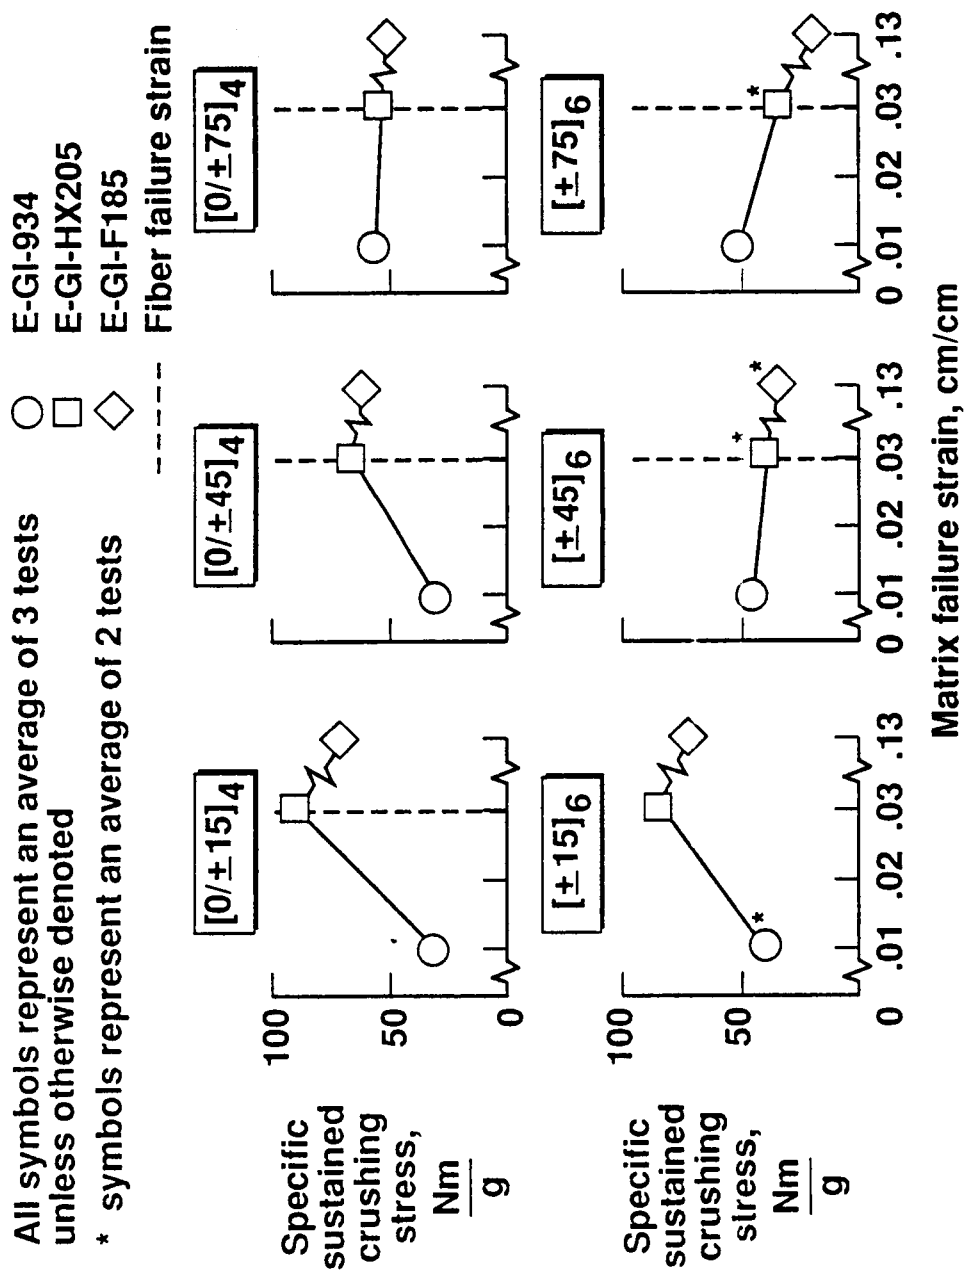 All symbols represent an average of 3 tests
unless otherwise denoted
* symbols represent an average of 2 tests
E-Gl-934
E-Gl-HX205
E-Gl-F185
Fiber failure strain
[0/±15]4
[0/±45]4
[0/±75]4
Specific
sustained
crushing
stress,
Nm
g
100
50
0
[±15]6
[±45]6
[±75]6
Specific
sustained
crushing
stress,
Nm
g
100
50
0
*
* *
*
0 .01 .02 .03 .13
0 .01 .02 .03 .13
0 .01 .02 .03 .13
Matrix failure strain, cm/cm